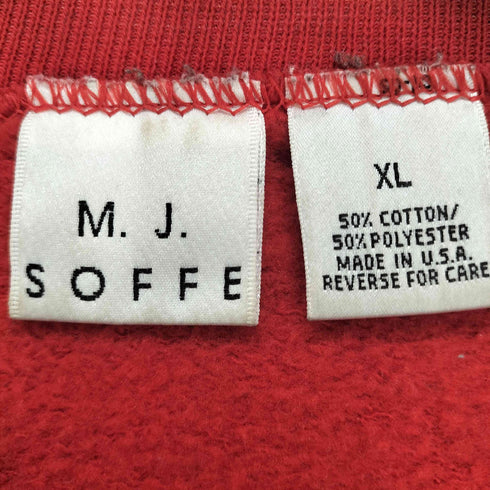 M. J.
SOFFE
XL
50% COTTON/
50% POLYESTER
MADE IN U.S.A.
REVERSE FOR CARE